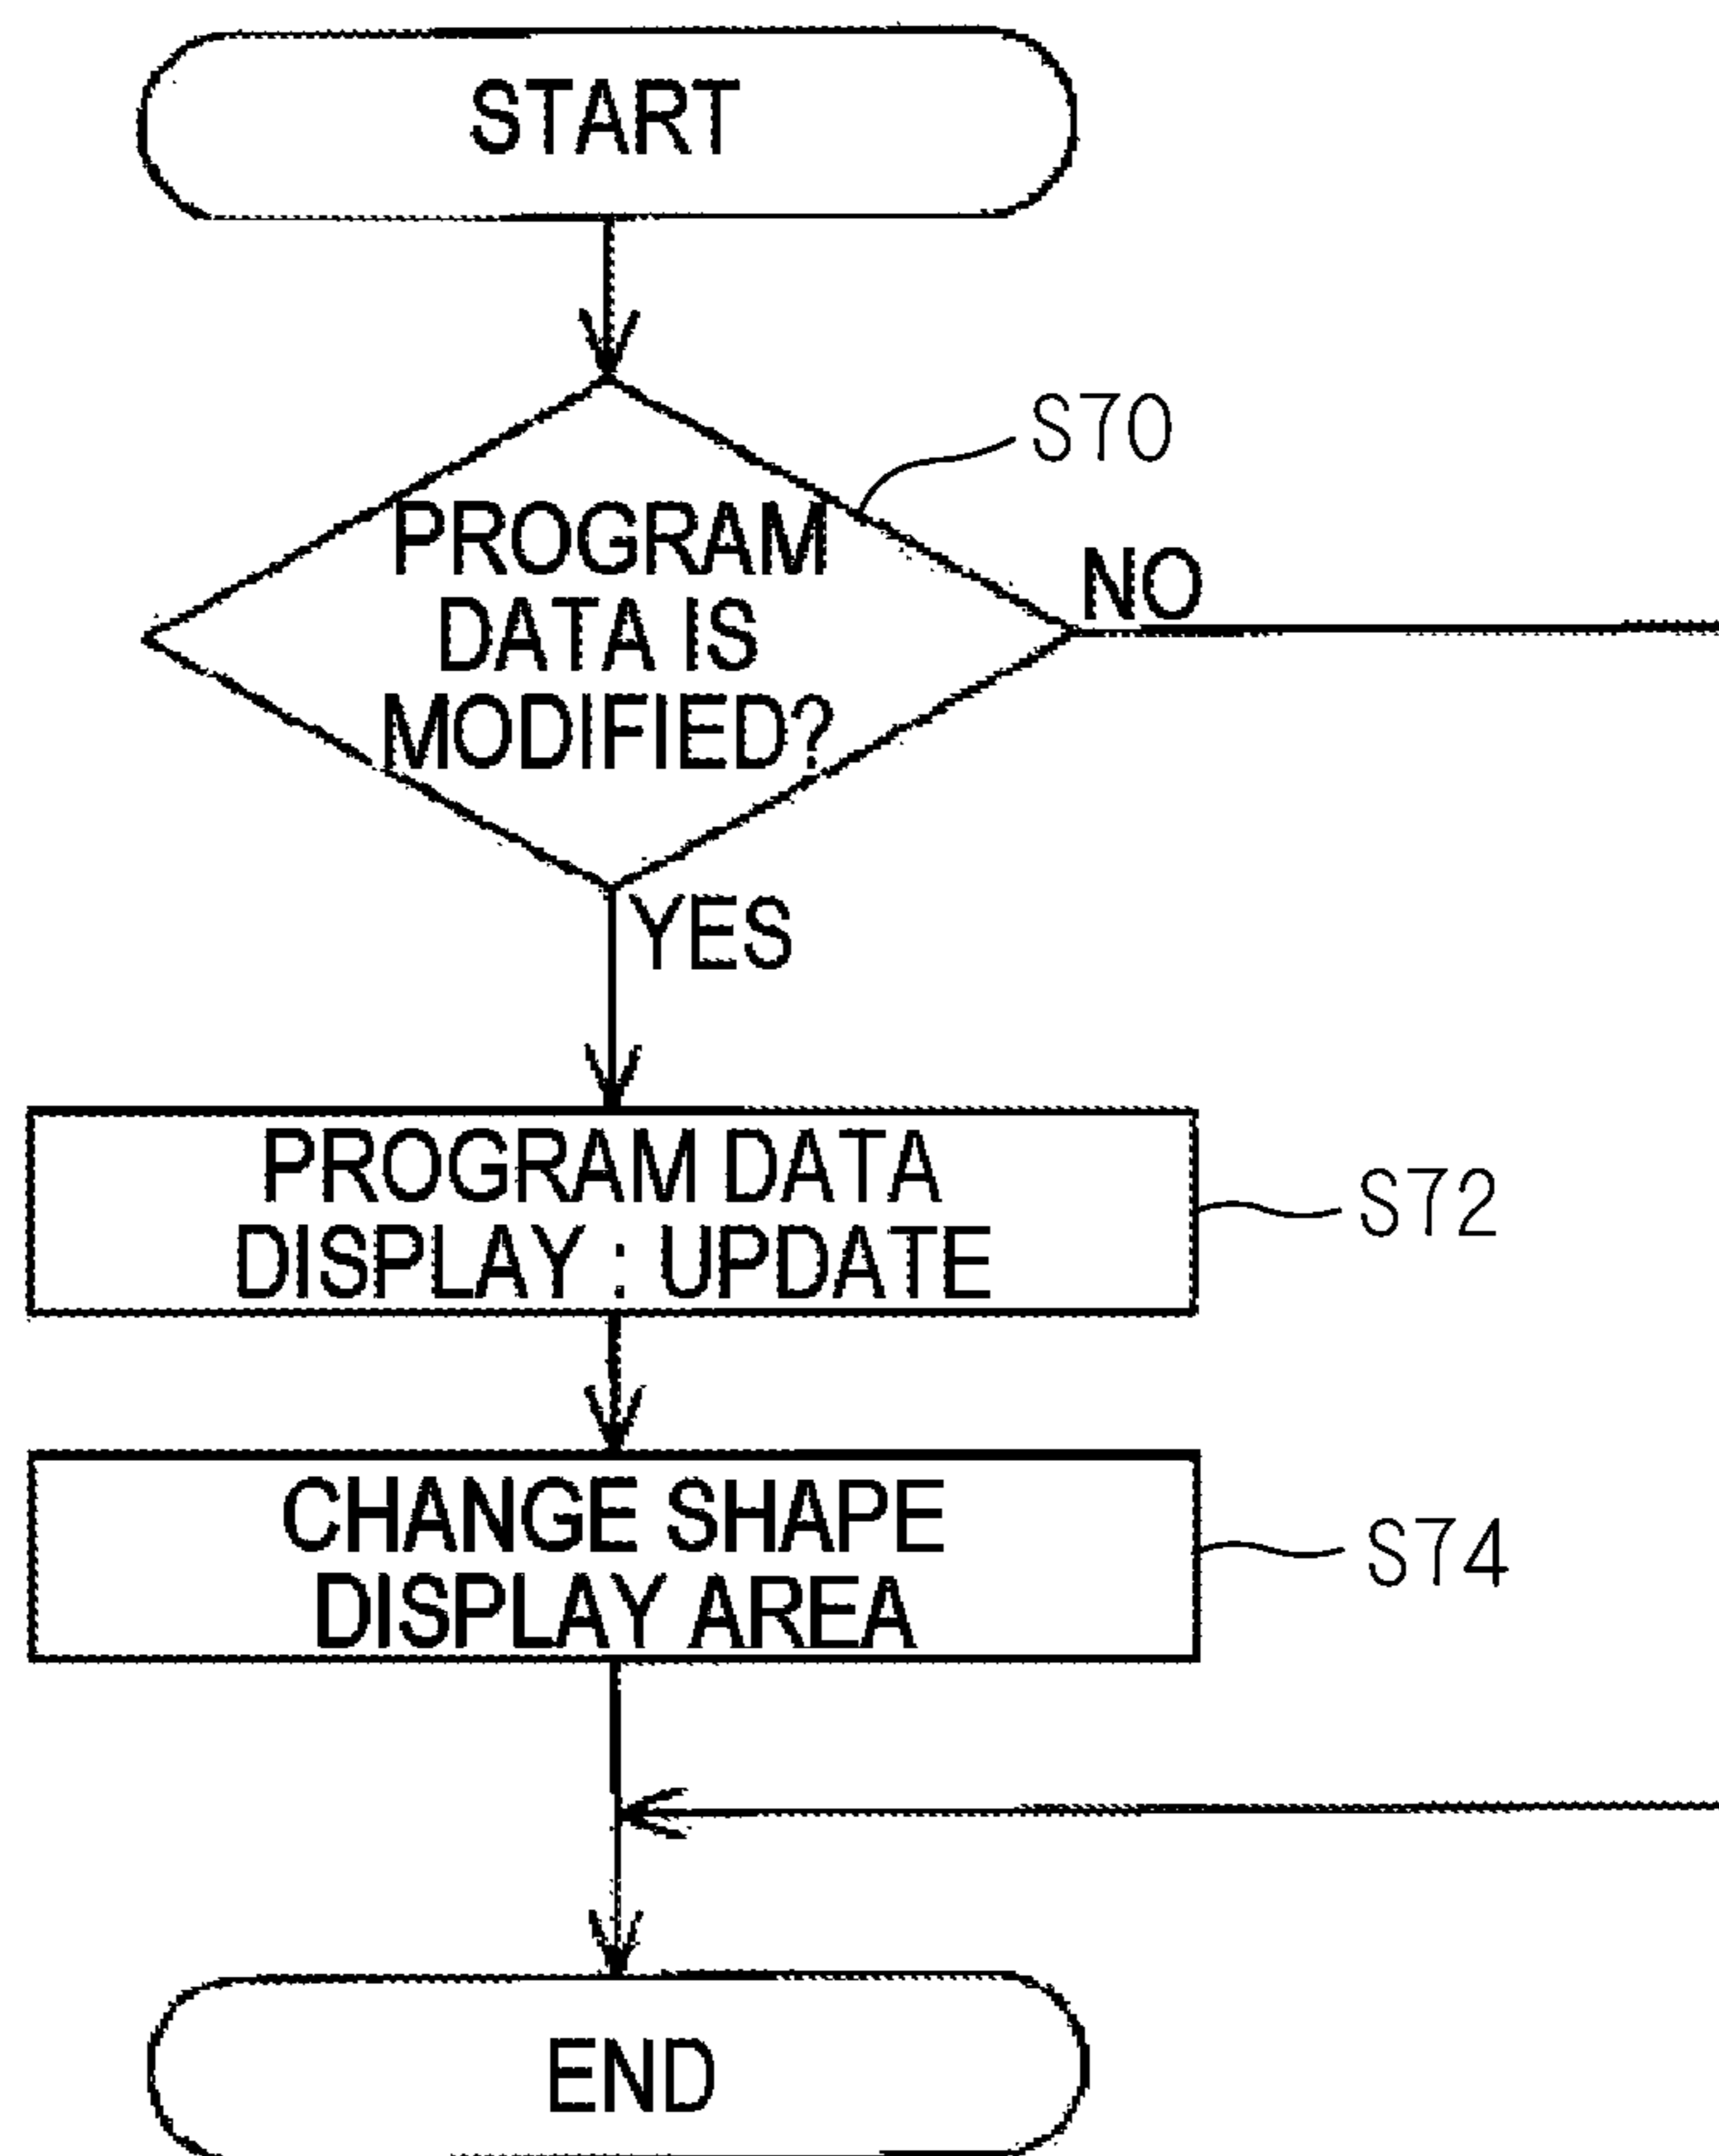 START
S70
PROGRAM
DATA IS
MODIFIED?
NO
YES
PROGRAM DATA
DISPLAY : UPDATE
S72
CHANGE SHAPE
DISPLAY AREA
S74
END